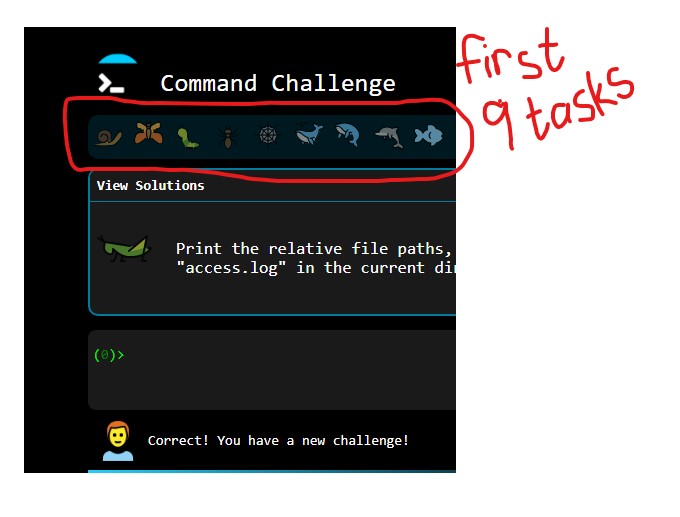 first
9 tasks
>_ Command Challenge
View Solutions
Print the relative file paths,
"access.log" in the current di
(0)>
Correct! You have a new challenge!